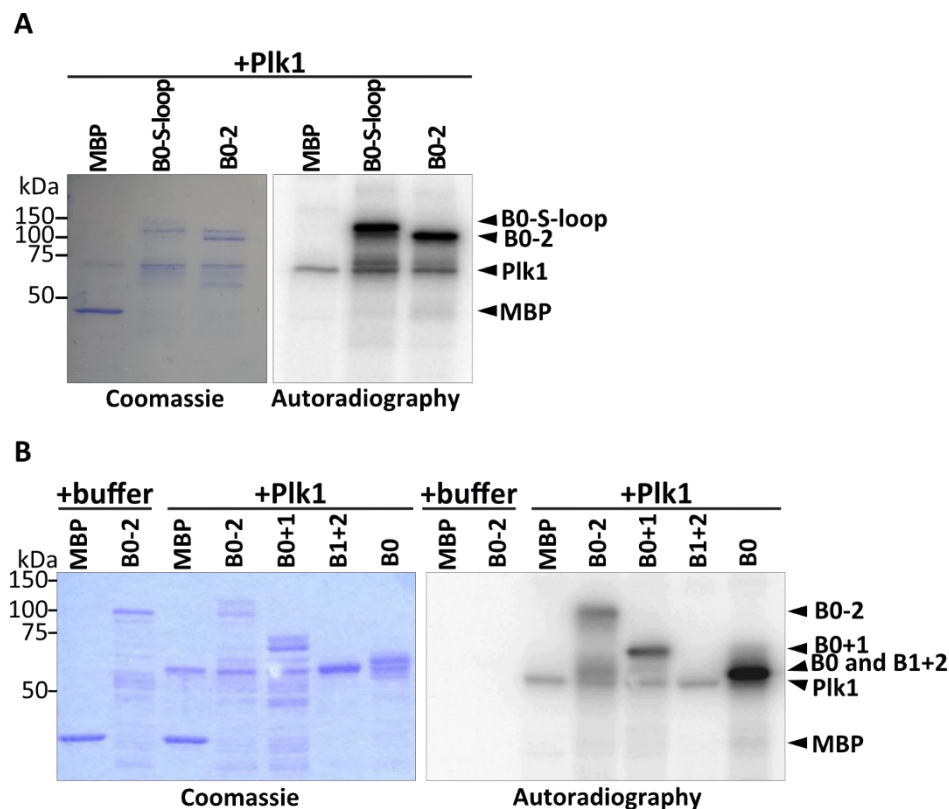 A
+Plk1
MBP
B0-S-loop
B0-2
MBP
B0-S-loop
B0-2
kDa
150
100
75
50
B0-S-loop
B0-2
Plk1
MBP
Coomassie
Autoradiography
B
+buffer
+Plk1
+buffer
+Plk1
MBP
B0-2
MBP
B0-2
B0+1
B1+2
B0
MBP
B0-2
MBP
B0-2
B0+1
B1+2
B0
kDa
150
100
75
50
B0-2
B0+1
B0 and B1+2
Plk1
MBP
Coomassie
Autoradiography